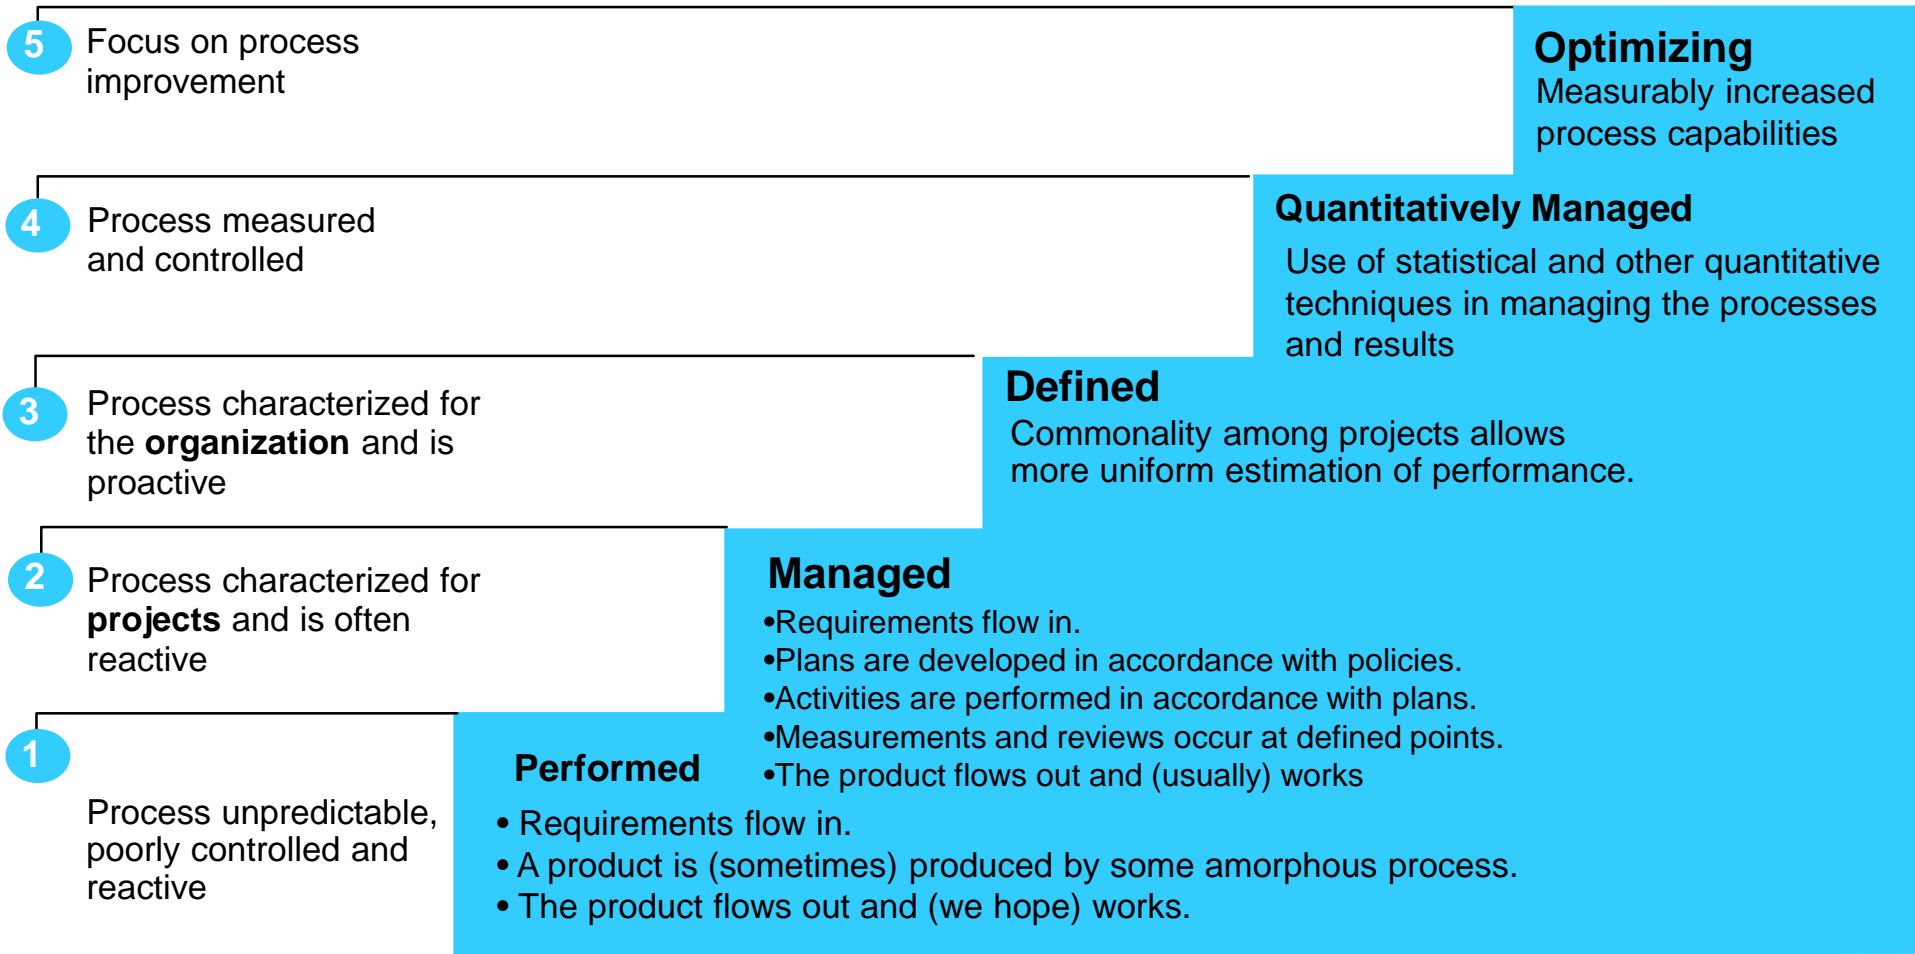 5
Focus on process
improvement
Optimizing
Measurably increased
process capabilities
4
Process measured
and controlled
Quantitatively Managed
Use of statistical and other quantitative
techniques in managing the processes
and results
3
Process characterized for
the organization and is
proactive
Defined
Commonality among projects allows
more uniform estimation of performance.
2
Process characterized for
projects and is often
reactive
Managed
•Requirements flow in.
•Plans are developed in accordance with policies.
•Activities are performed in accordance with plans.
•Measurements and reviews occur at defined points.
•The product flows out and (usually) works
1
Process unpredictable,
poorly controlled and
reactive
Performed
• Requirements flow in.
• A product is (sometimes) produced by some amorphous process.
• The product flows out and (we hope) works.